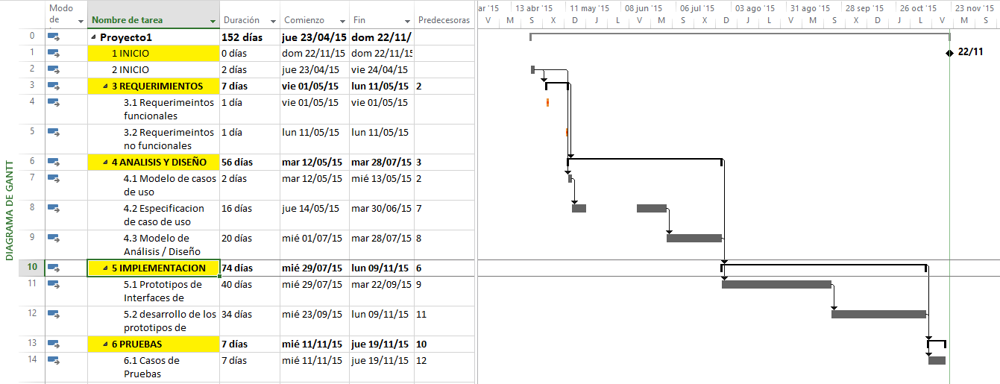 Modo de
Nombre de tarea
Duración
Comienzo
Fin
Predecesoras
ar '15 13 abr '15 11 may '15 08 jun '15 06 jul '15 03 ago '15 31 ago '15 28 sep '15 26 oct '15 23 nov '15
V M S D J L V M S D J L V M S D J L V M S
DIAGRAMA DE GANTT
0 Proyecto1 152 días jue 23/04/15 dom 22/11/
1 1 INICIO 0 días dom 22/11/15 dom 22/11/15
22/11
2 2 INICIO 2 días jue 23/04/15 vie 24/04/15
3 3 REQUERIMIENTOS 7 días vie 01/05/15 lun 11/05/15 2
4 3.1 Requerimeintos 1 día vie 01/05/15 vie 01/05/15
funcionales
5 3.2 Requerimeintos 1 día lun 11/05/15 lun 11/05/15
no funcionales
6 4 ANALISIS Y DISEÑO 56 días mar 12/05/15 mar 28/07/15 3
7 4.1 Modelo de casos 2 días mar 12/05/15 mié 13/05/15 2
de uso
8 4.2 Especificacion 16 días jue 14/05/15 mar 30/06/15 7
de caso de uso
9 4.3 Modelo de 20 días mié 01/07/15 mar 28/07/15 8
Análisis / Diseño
10 5 IMPLEMENTACION 74 días mié 29/07/15 lun 09/11/15 6
11 5.1 Prototipos de 40 días mié 29/07/15 mar 22/09/15 9
Interfaces de
12 5.2 desarrollo de los 34 días mié 23/09/15 lun 09/11/15 11
prototipos de
13 6 PRUEBAS 7 días mié 11/11/15 jue 19/11/15 10
14 6.1 Casos de 7 días mié 11/11/15 jue 19/11/15 12
Pruebas